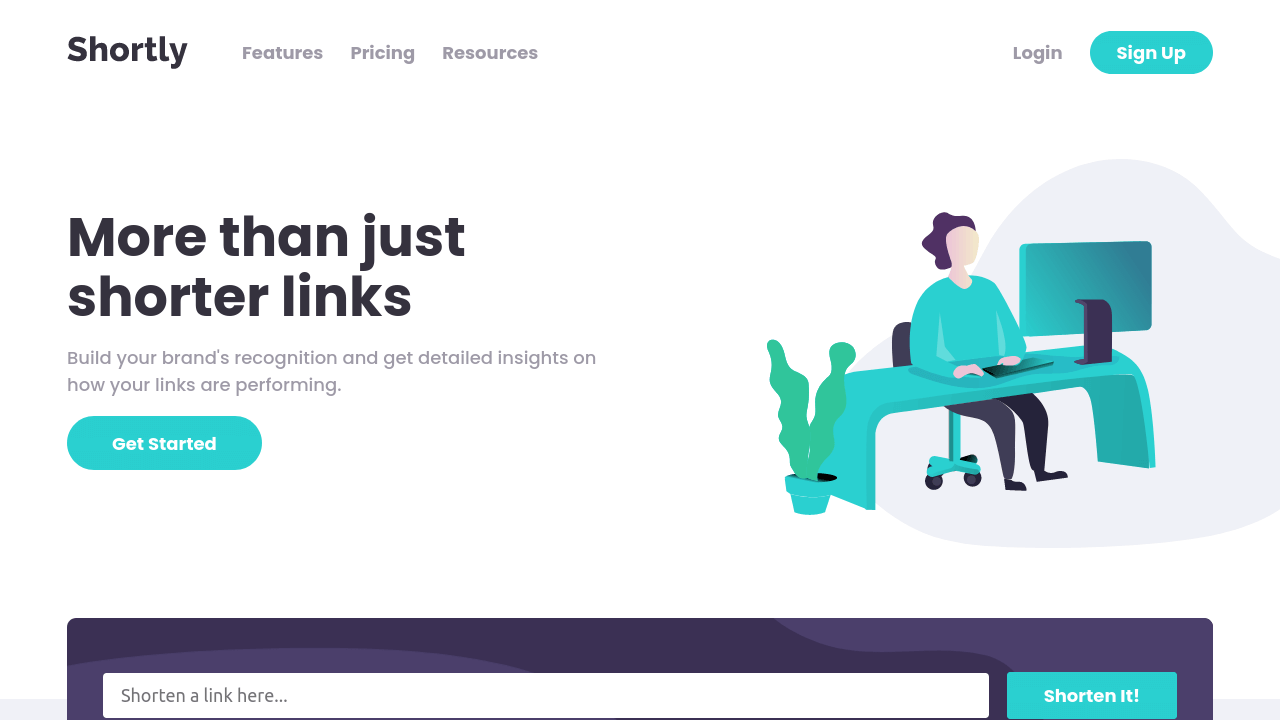 Shortly
Features
Pricing
Resources
Login
Sign Up
More than just
shorter links
Build your brand's recognition and get detailed insights on
how your links are performing.
Get Started
Shorten a link here...
Shorten It!